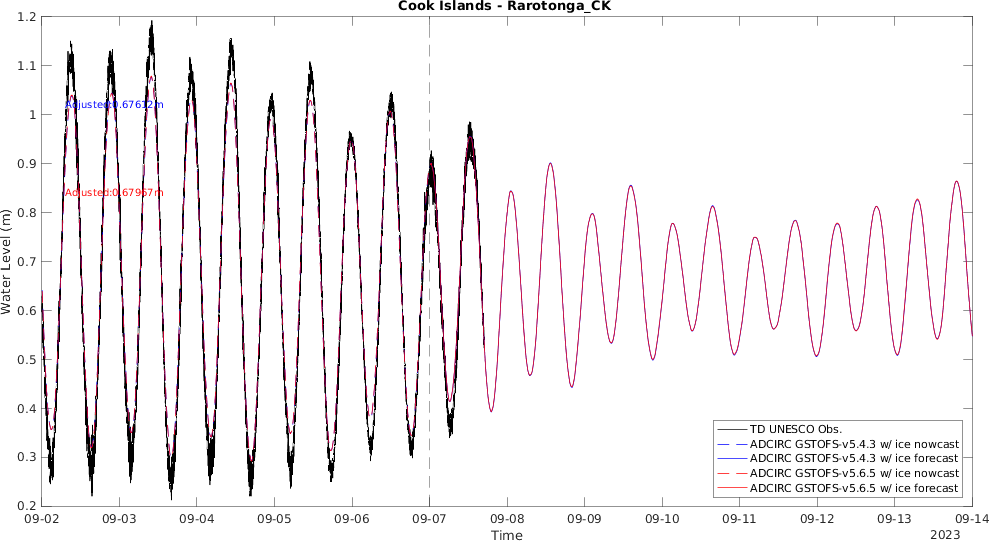 Cook Islands - Rarotonga_CK
Water Level (m)
1.2
1.1
1
0.9
0.8
0.7
0.6
0.5
0.4
0.3
0.2
Adjusted:0.67612m
Adjusted:0.67967m
TD UNESCO Obs.
ADCIRC GSTOFS-v5.4.3 w/ ice nowcast
ADCIRC GSTOFS-v5.4.3 w/ ice forecast
ADCIRC GSTOFS-v5.6.5 w/ ice nowcast
ADCIRC GSTOFS-v5.6.5 w/ ice forecast
09-02 09-03 09-04 09-05 09-06 09-07 09-08 09-09 09-10 09-11 09-12 09-13 09-14
Time
2023